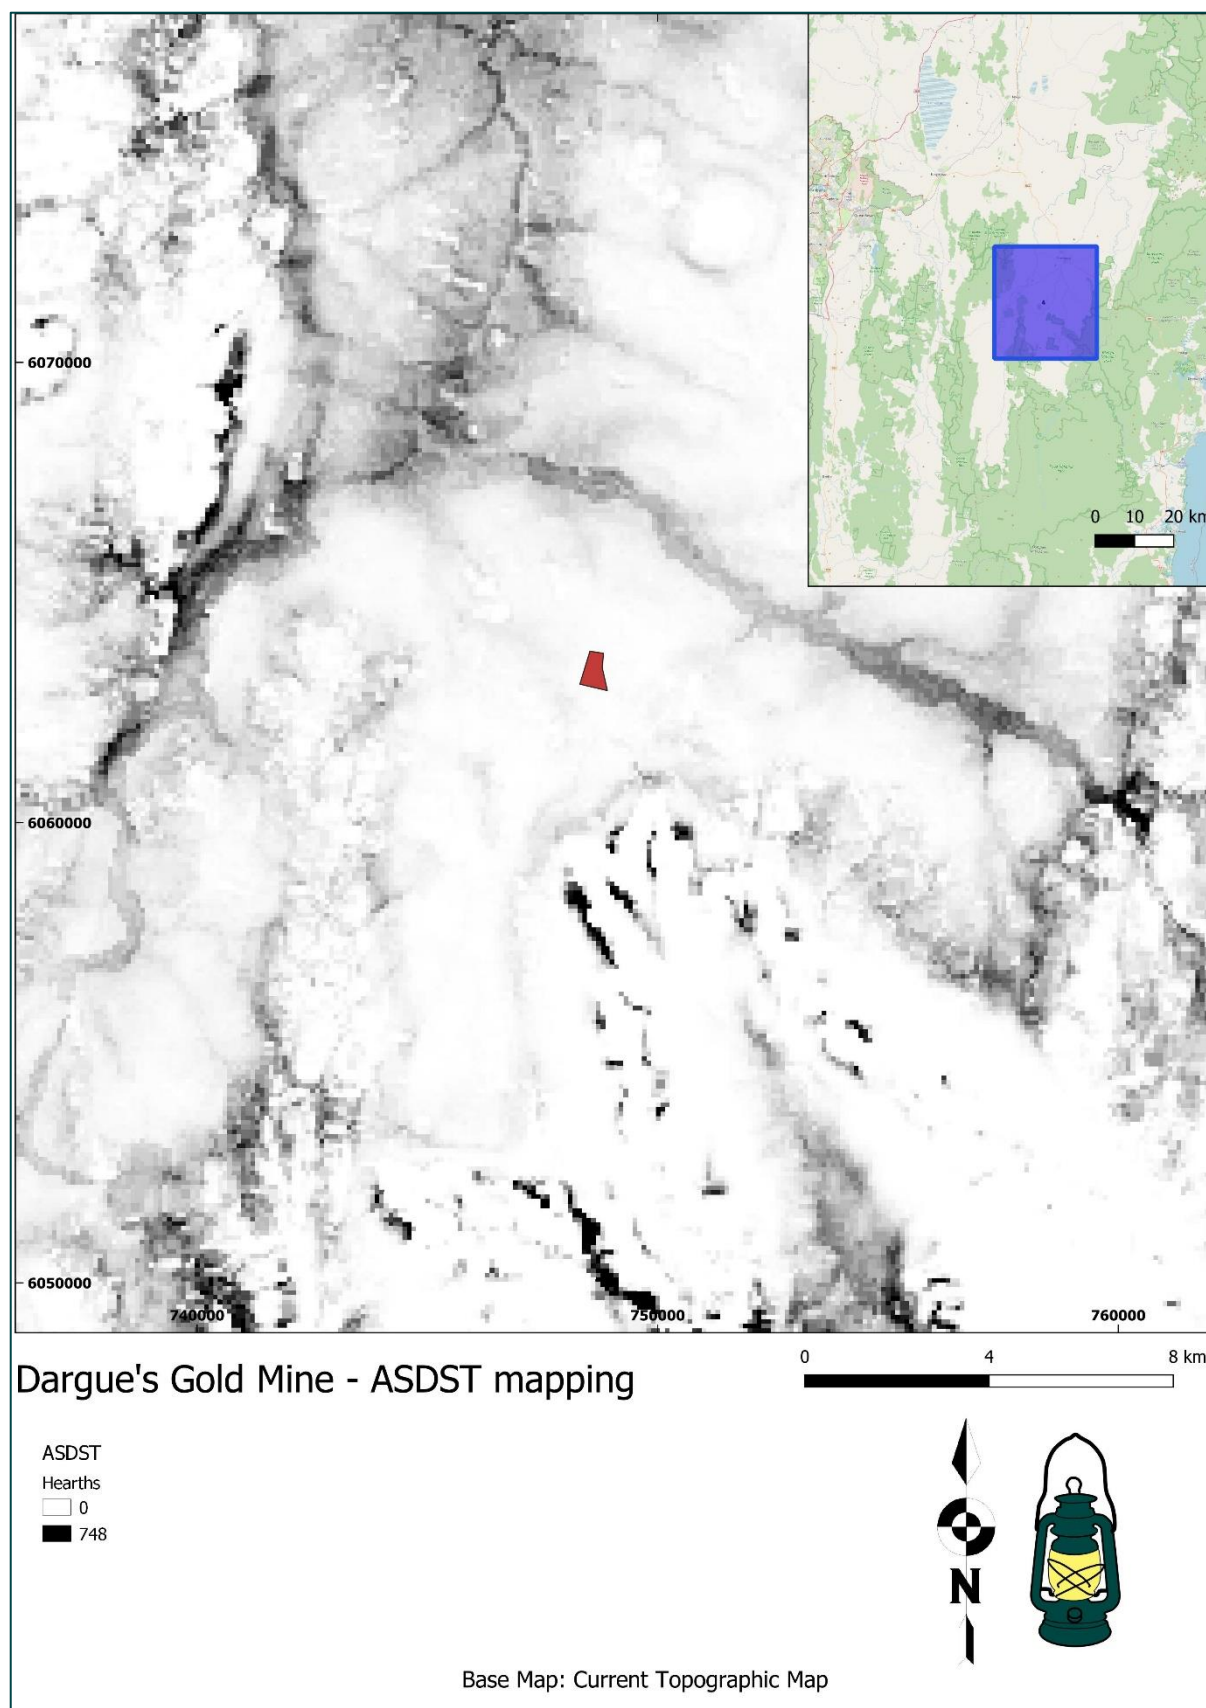 0 10 20 km
6070000
6060000
6050000
740000 750000 760000
Dargue's Gold Mine - ASDST mapping
0 4 8 km
ASDST
Hearths
0
748
N
Base Map: Current Topographic Map